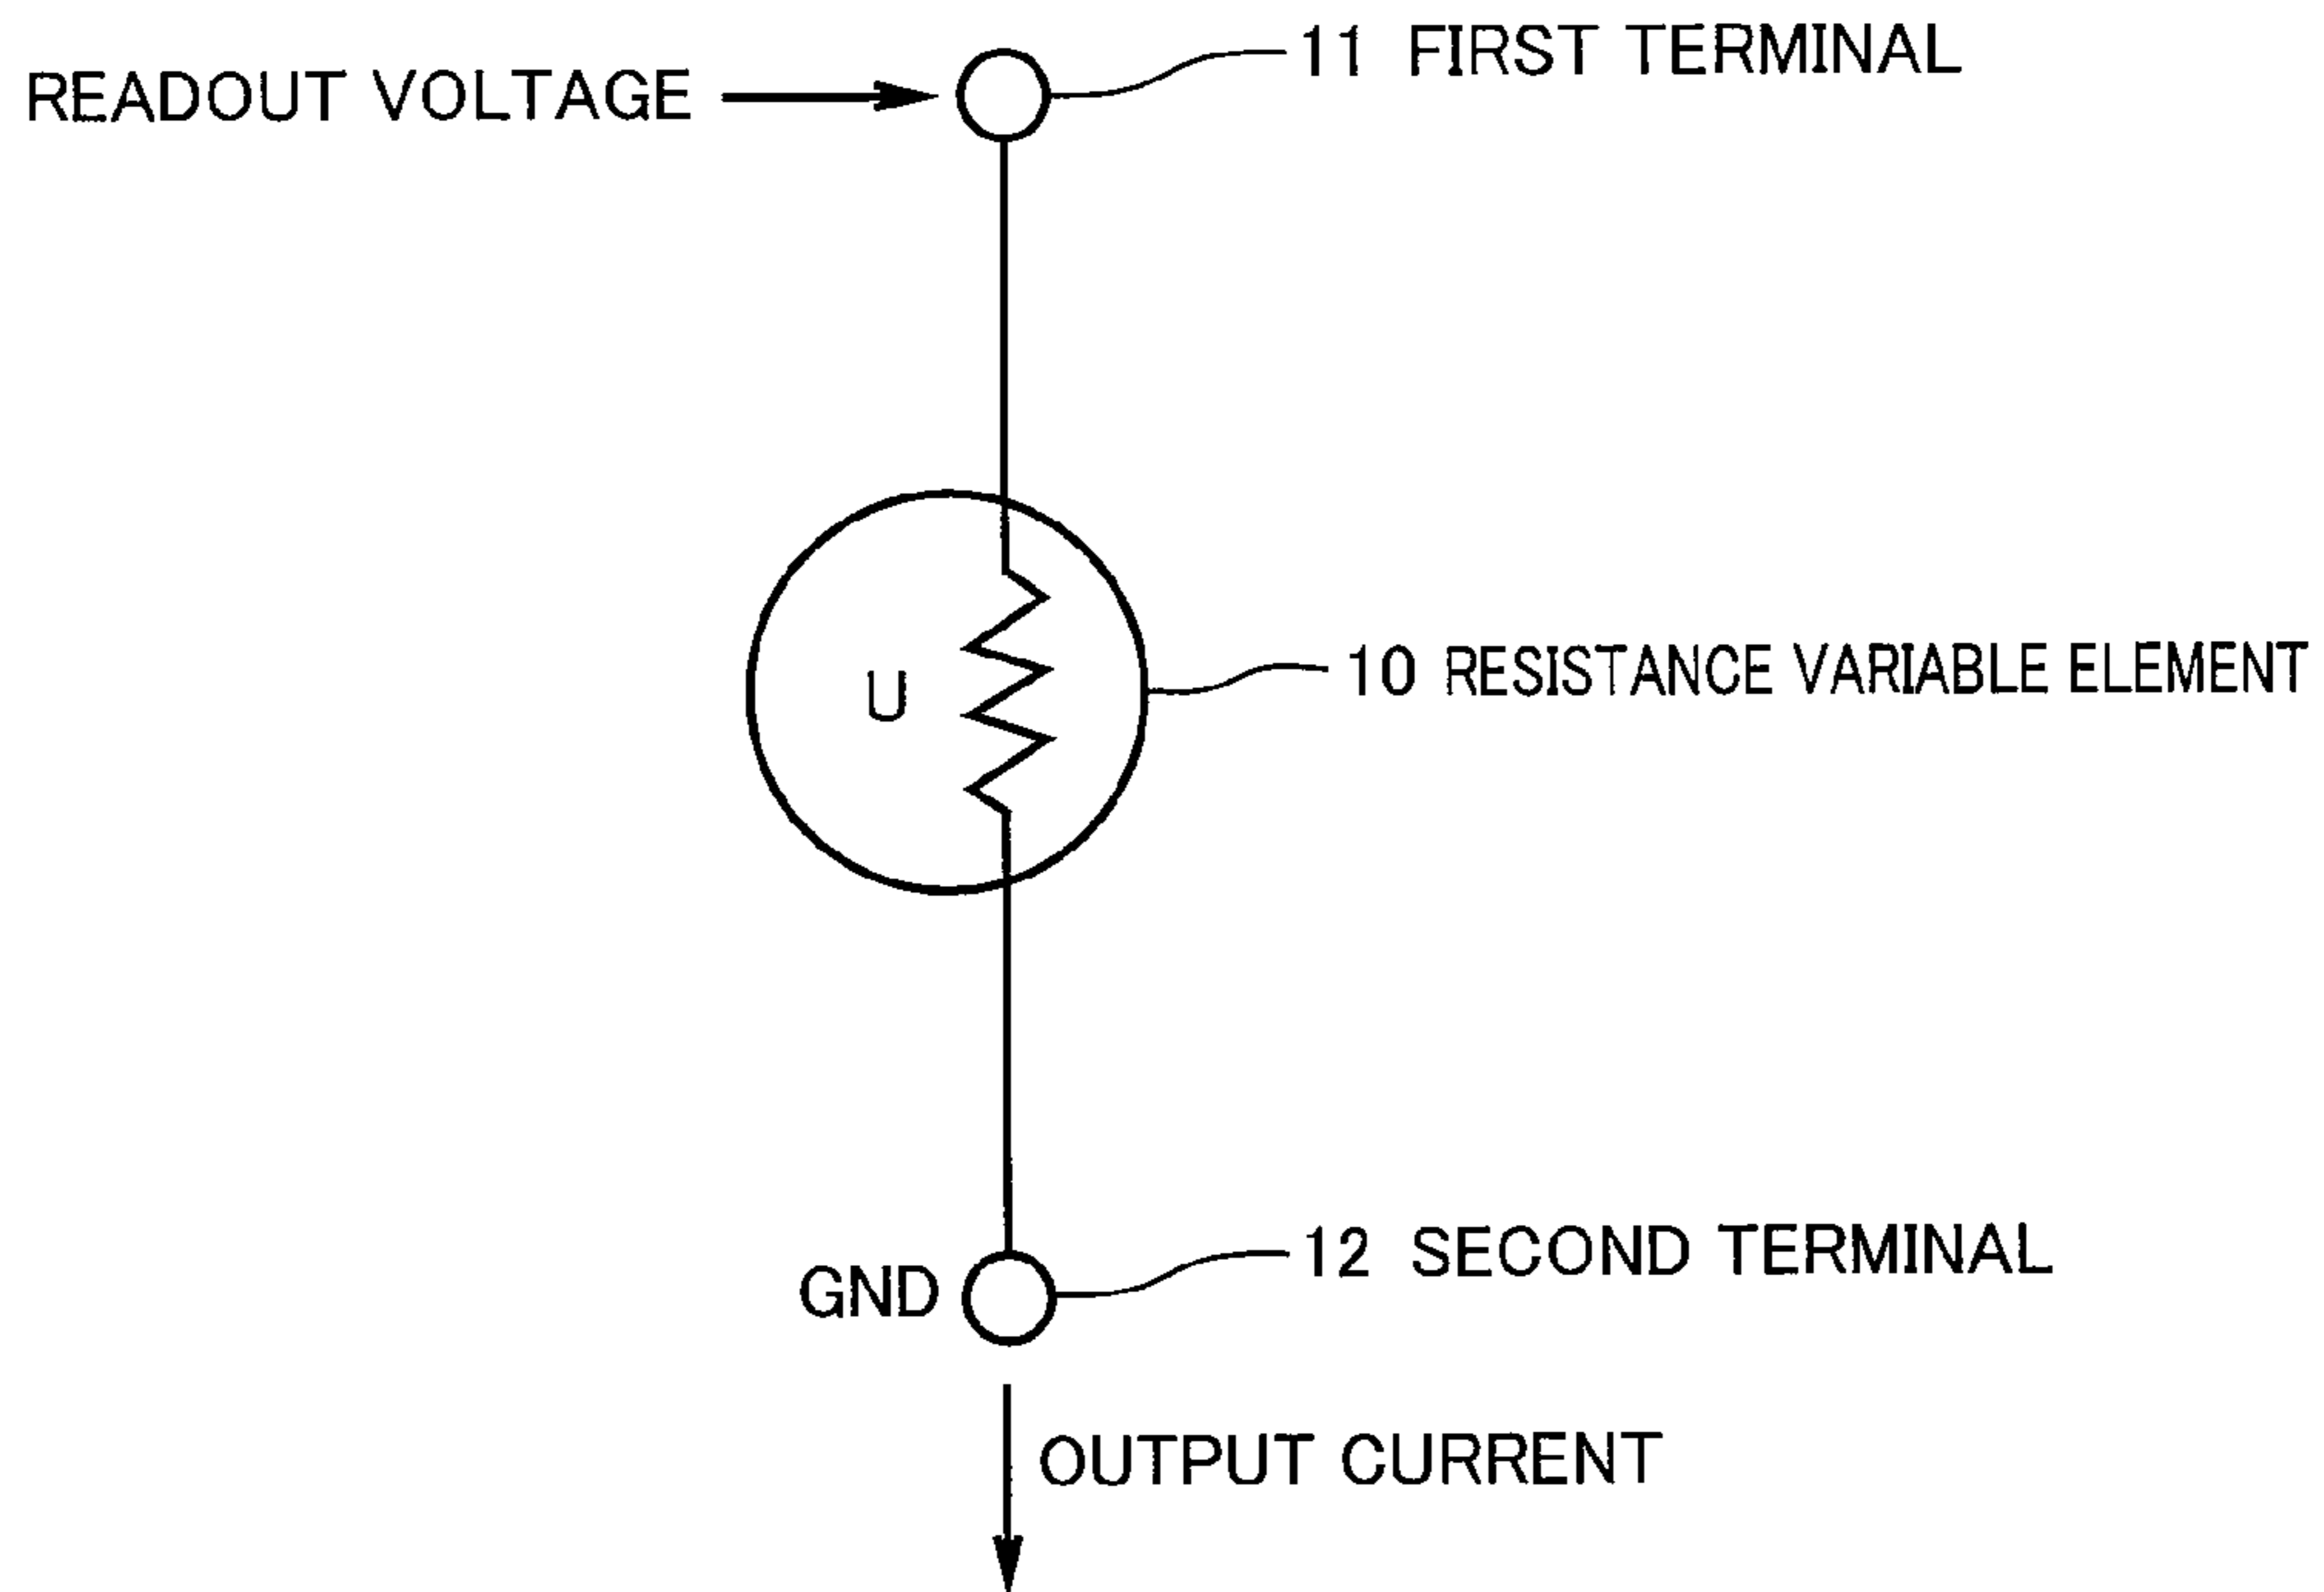 11 FIRST TERMINAL
READOUT VOLTAGE
U
10 RESISTANCE VARIABLE ELEMENT
12 SECOND TERMINAL
GND
OUTPUT CURRENT